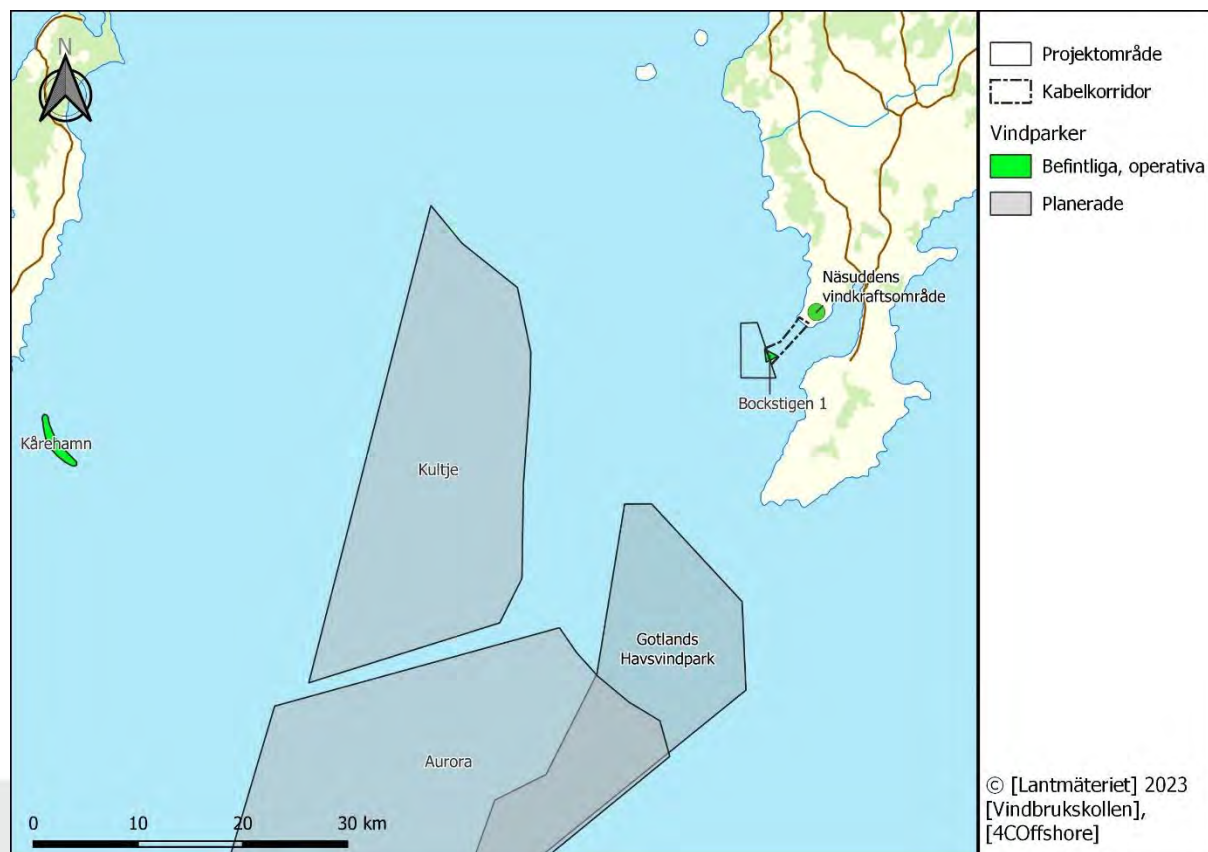 N
Näsuddens
vindkraftsområde
Bockstigen 1
Kårehamn
Kultje
Gotlands
Havsvindpark
Aurora
0 10 20 30 km
Projektområde
Kabelkorridor
Vindparker
Befintliga, operativa
Planerade
© [Lantmäteriet] 2023
[Vindbrukskollen],
[4COffshore]